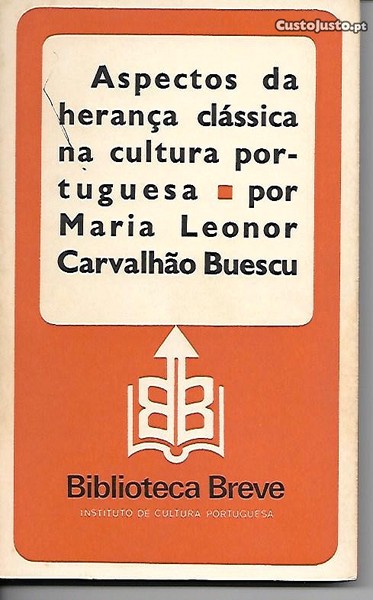 CustoJusto.pt
Aspectos da
herança clássica
na cultura por-
tuguesa ▪ por
Maria Leonor
Carvalhão Buescu
BB
Biblioteca Breve
INSTITUTO DE CULTURA PORTUGUESA